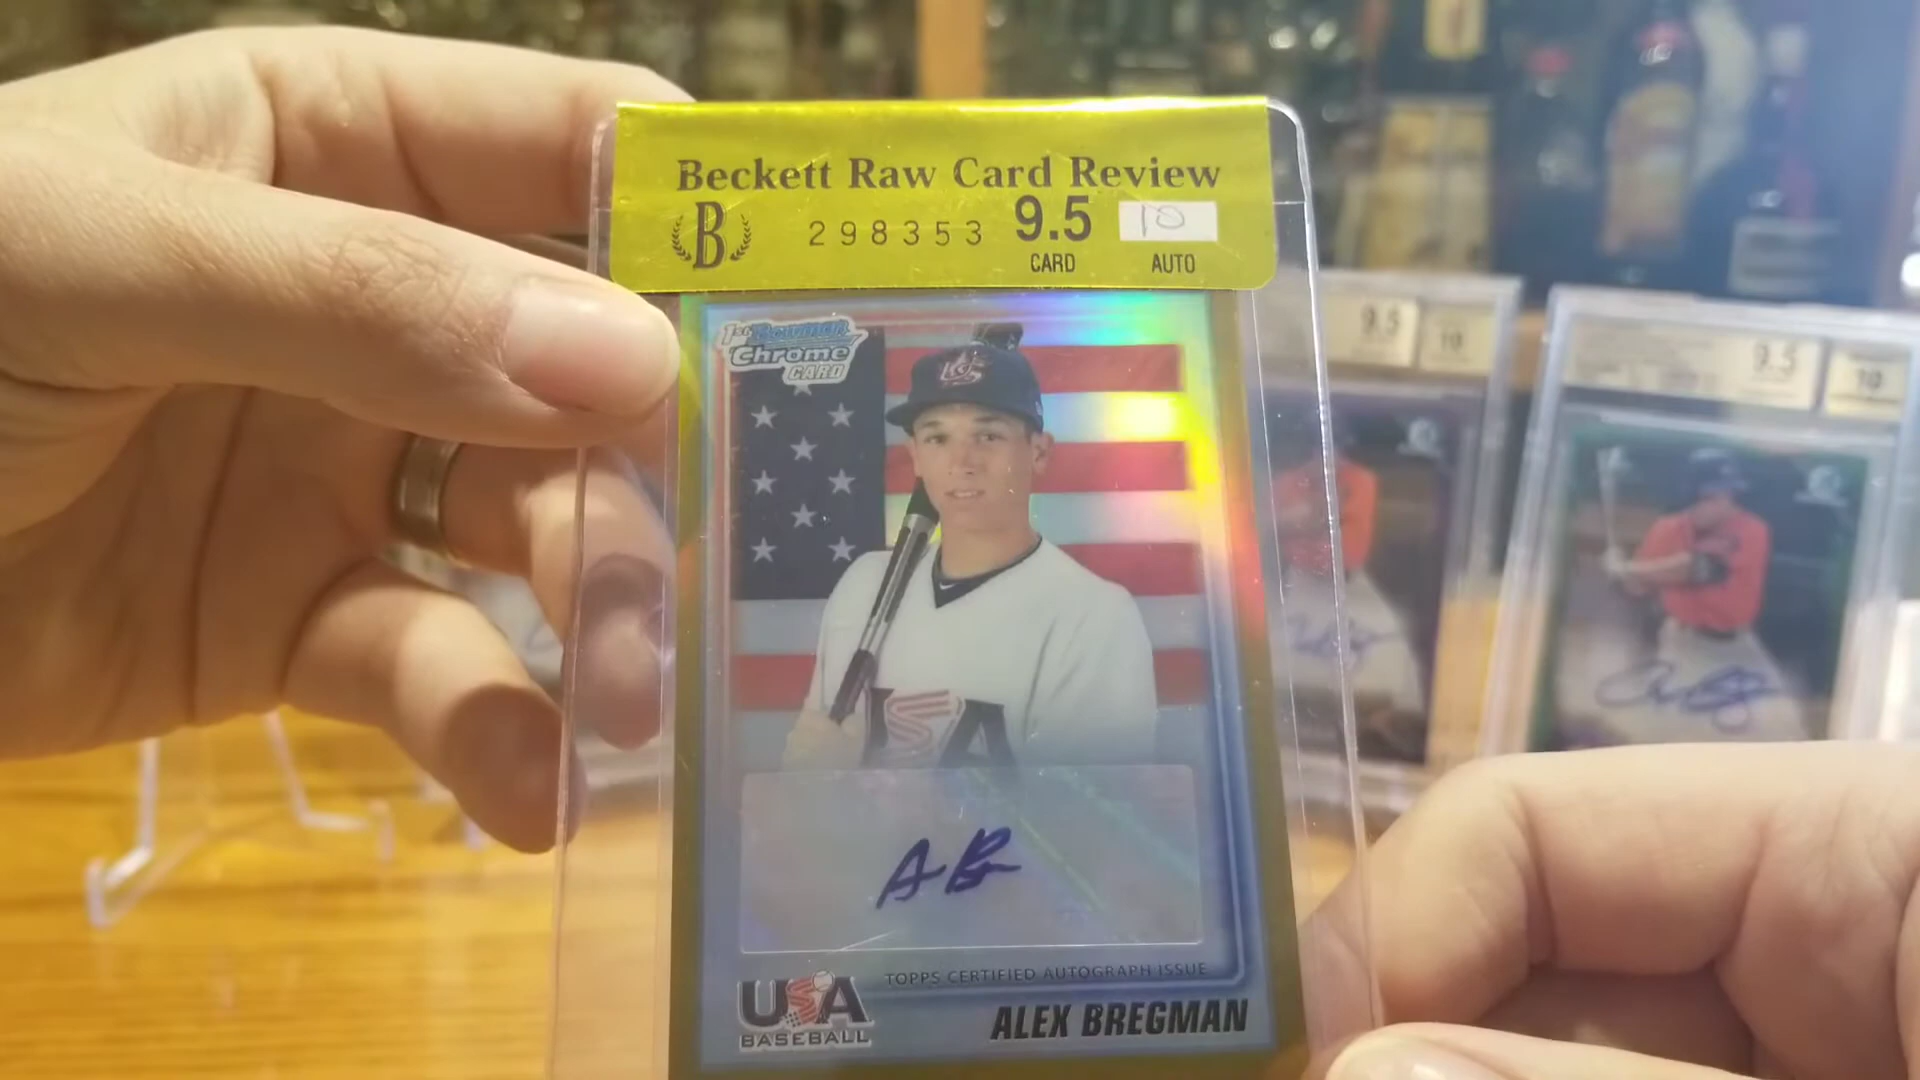 Beckett Raw Card Review
B 298353 9.5 10
CARD AUTO
1st Bowman
Chrome
CARD
USA
A B
TOPPS CERTIFIED AUTOGRAPH ISSUE
USA
BASEBALL
ALEX BREGMAN
9.5 10
9.5 10